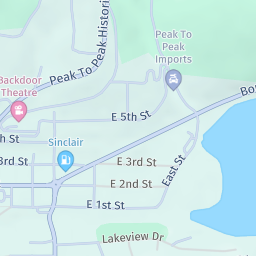 Peak To Peak Histori
Peak To
Peak
Imports
Backdoor
Theatre
Bo
E 5th St
h St
Sinclair
3rd St
E 3rd St
E 2nd St
East St
E 1st St
Lakeview Dr